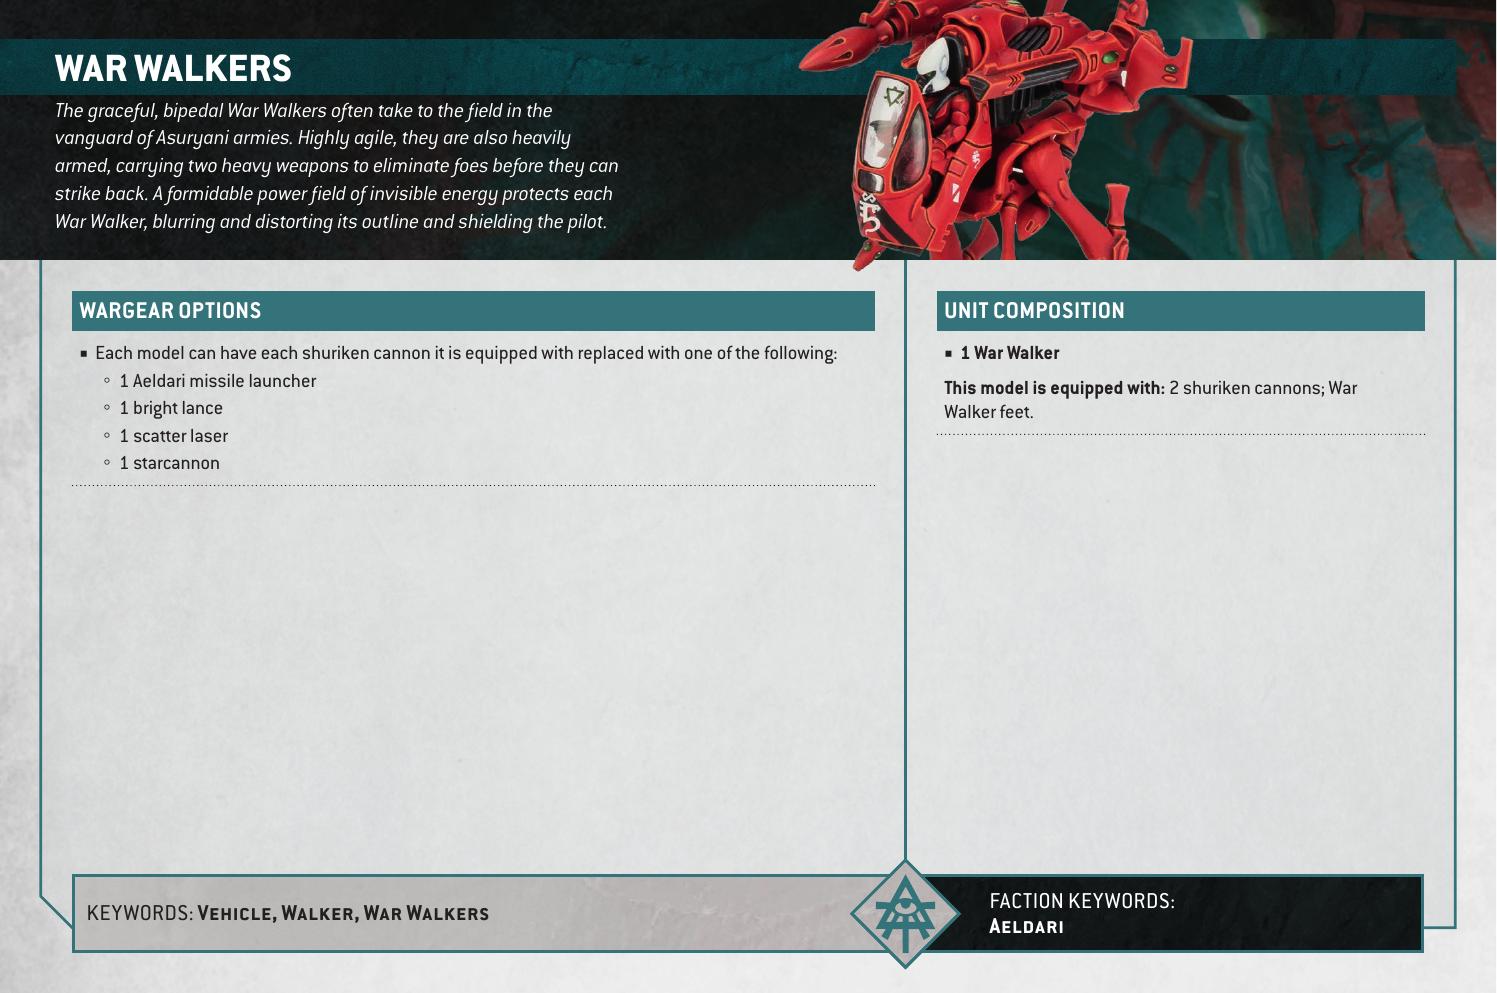 WAR WALKERS
The graceful, bipedal War Walkers often take to the field in the
vanguard of Asuryani armies. Highly agile, they are also heavily
armed, carrying two heavy weapons to eliminate foes before they can
strike back. A formidable power field of invisible energy protects each
War Walker, blurring and distorting its outline and shielding the pilot.
WARGEAR OPTIONS
■ Each model can have each shuriken cannon it is equipped with replaced with one of the following:
◦ 1 Aeldari missile launcher
◦ 1 bright lance
◦ 1 scatter laser
◦ 1 starcannon
UNIT COMPOSITION
■ 1 War Walker
This model is equipped with: 2 shuriken cannons; War
Walker feet.
KEYWORDS: VEHICLE, WALKER, WAR WALKERS
FACTION KEYWORDS:
AELDARI